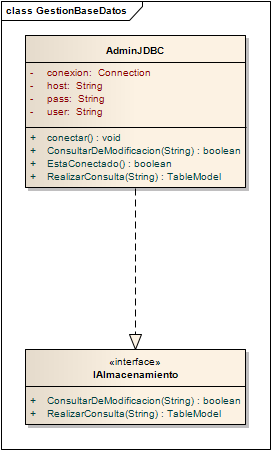 class GestionBaseDatos
AdminJDBC
- conexion: Connection
- host: String
- pass: String
- user: String
+ conectar() : void
+ ConsultarDeModificacion(String) : boolean
+ EstaConectado() : boolean
+ RealizarConsulta(String) : TableModel
«interface»
IAlmacenamiento
+ ConsultarDeModificacion(String) : boolean
+ RealizarConsulta(String) : TableModel